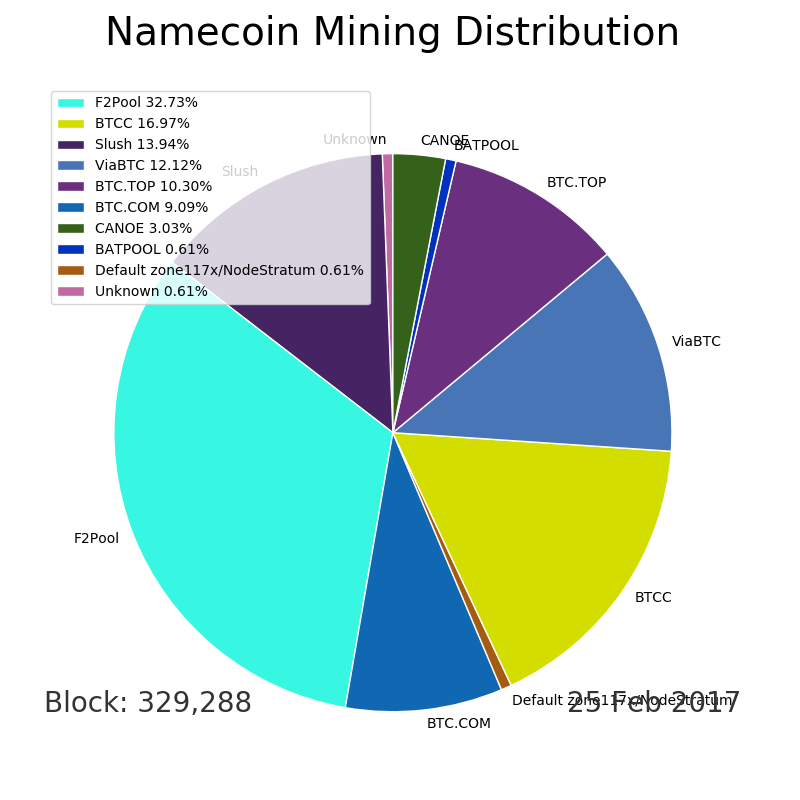 Namecoin Mining Distribution
F2Pool 32.73%
BTCC 16.97%
Slush 13.94%
ViaBTC 12.12%
BTC.TOP 10.30%
BTC.COM 9.09%
CANOE 3.03%
BATPOOL 0.61%
Default zone117x/NodeStratum 0.61%
Unknown 0.61%
Unknown
CANOE
BATPOOL
Slush
BTC.TOP
ViaBTC
F2Pool
BTCC
Default zone117x/NodeStratum
BTC.COM
Block: 329,288
25 Feb 2017